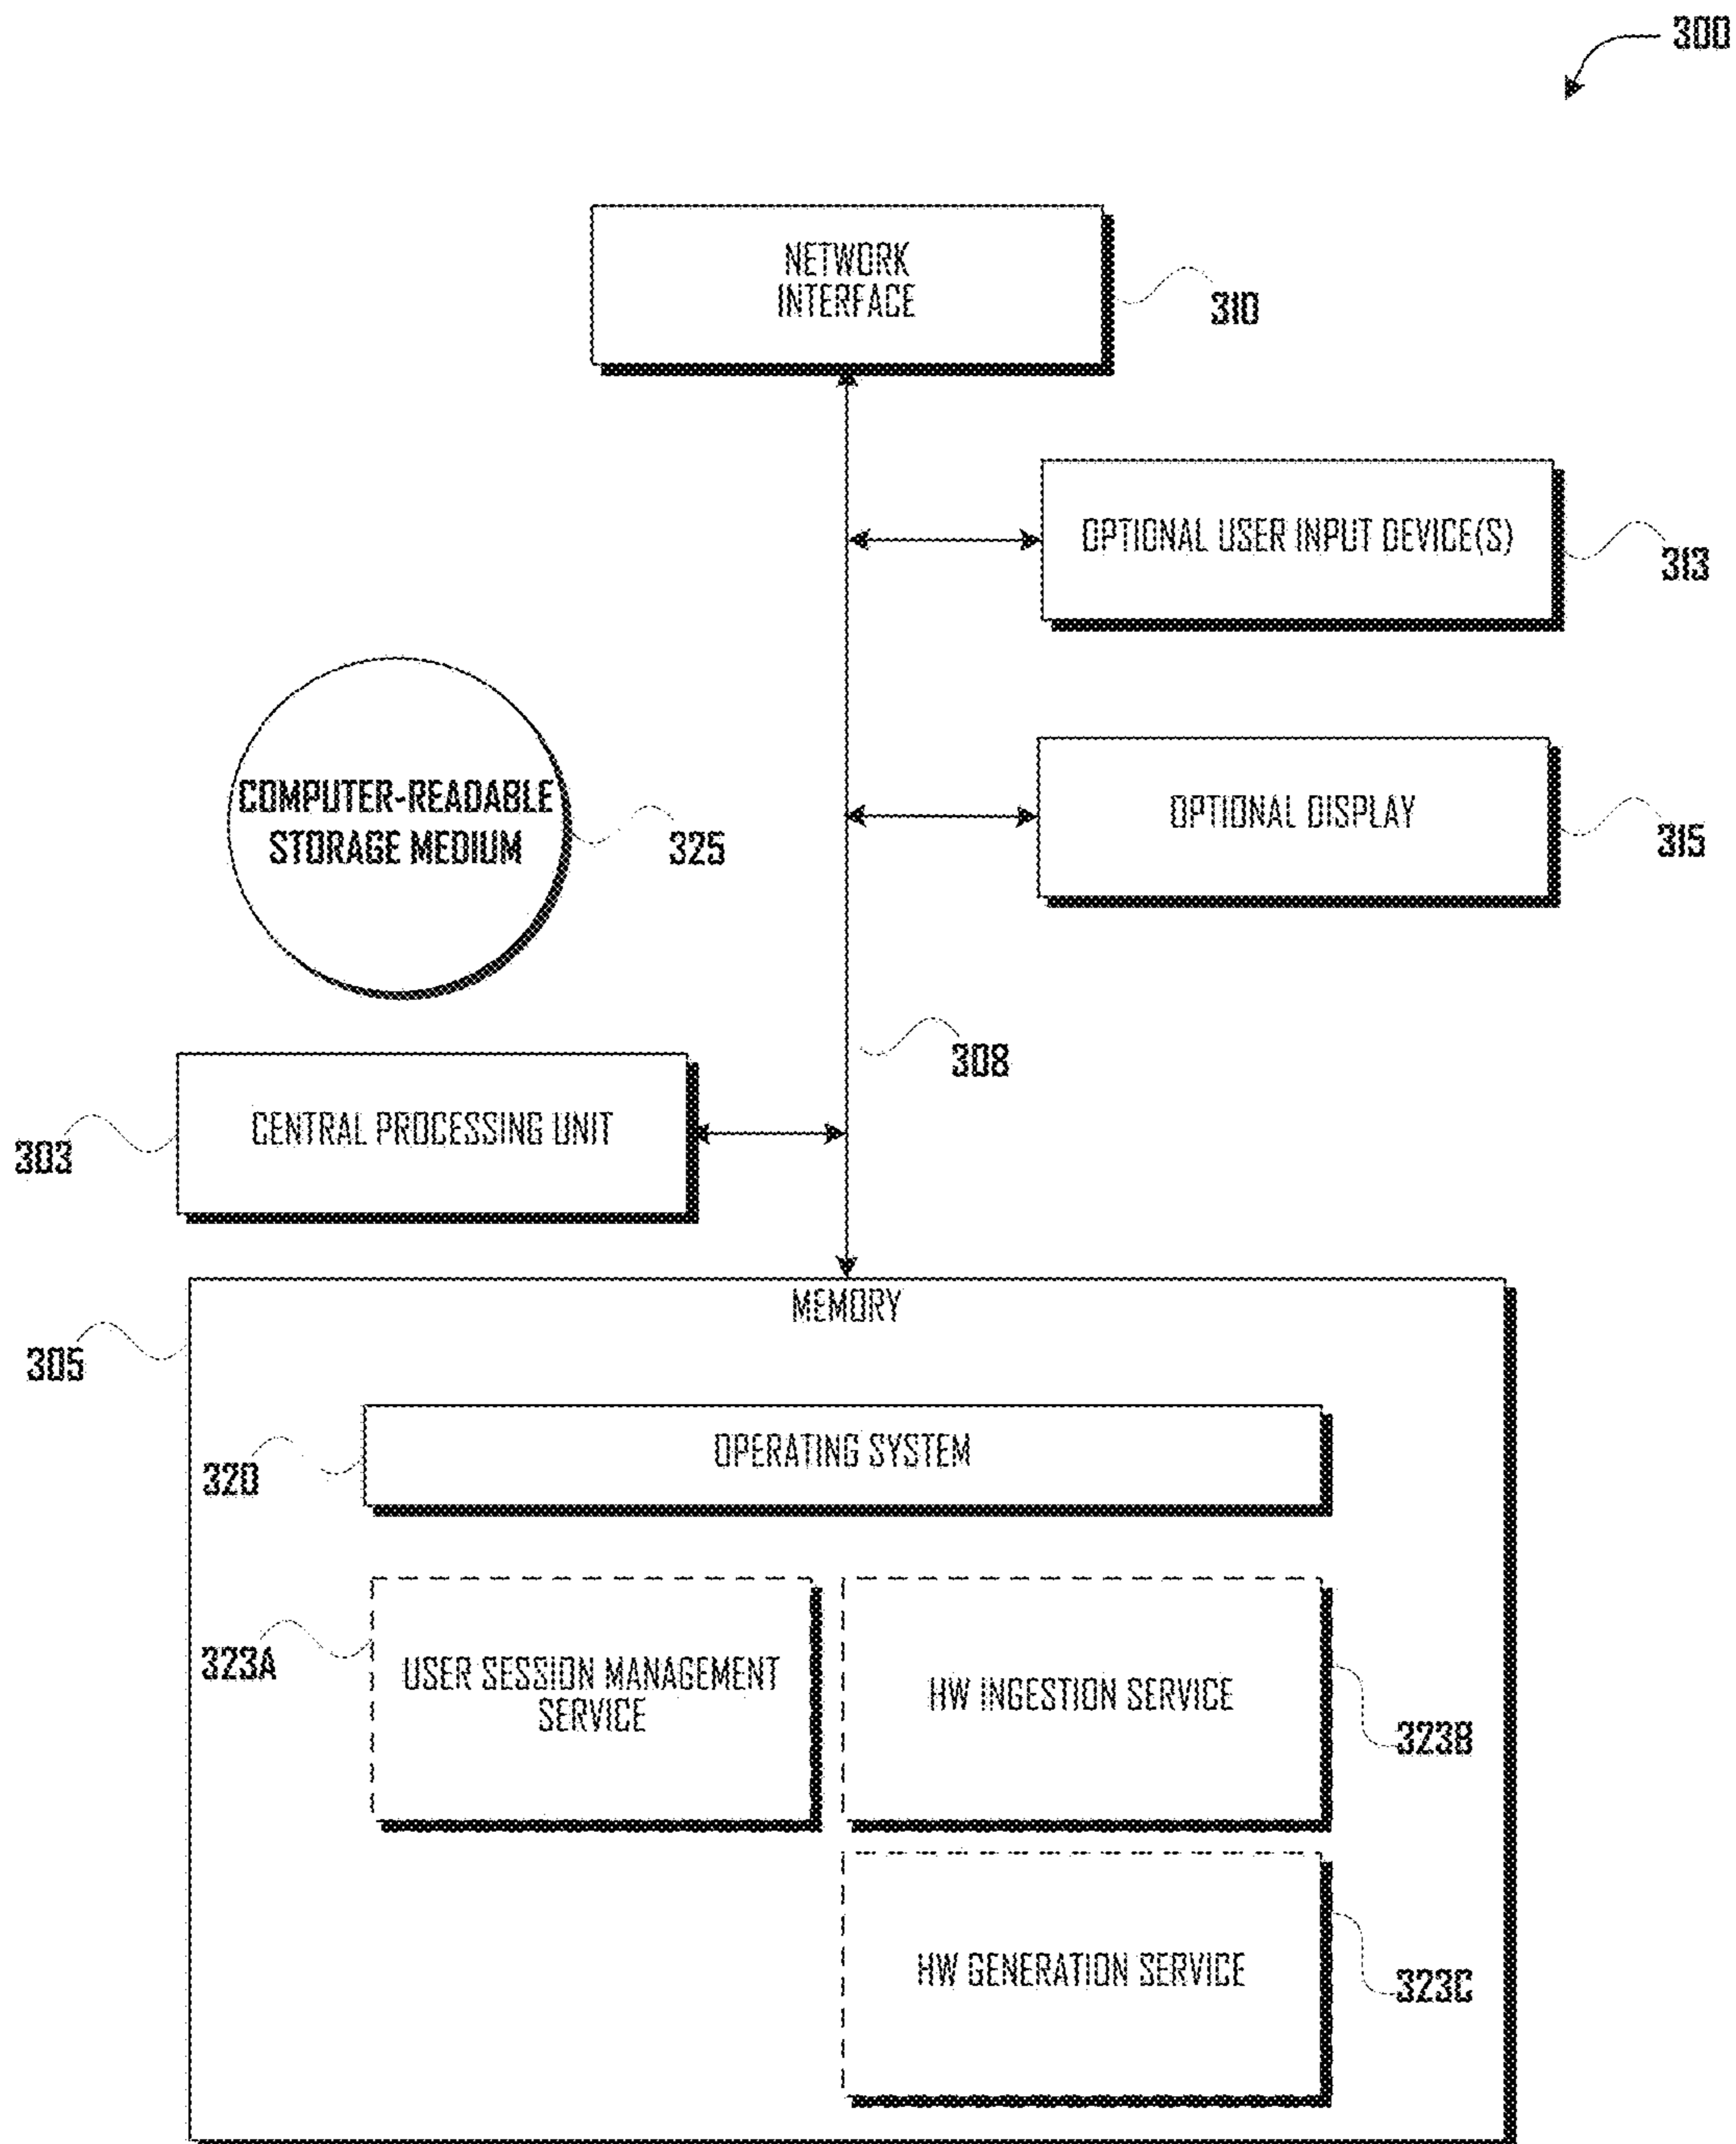 300
NETWORK
INTERFACE
310
OPTIONAL USER INPUT DEVICE(S)
313
COMPUTER-READABLE
STORAGE MEDIUM
325
OPTIONAL DISPLAY
315
308
CENTRAL PROCESSING UNIT
303
MEMORY
305
OPERATING SYSTEM
320
USER SESSION MANAGEMENT
SERVICE
323A
HW INGESTION SERVICE
323B
HW GENERATION SERVICE
323C